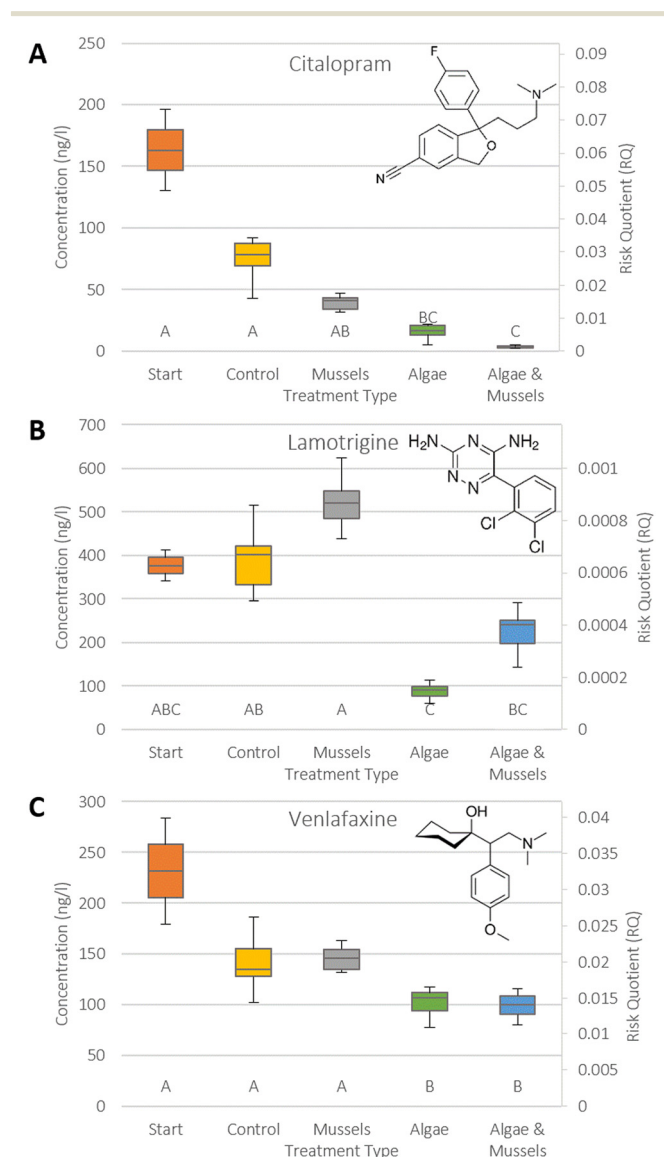 A
Citalopram
Concentration (ng/l)
250
200
150
100
50
0
Risk Quotient (RQ)
0.09
0.08
0.07
0.06
0.05
0.04
0.03
0.02
0.01
0
F
N
O
N
A
A
AB
BC
C
Start
Control
Mussels
Algae
Algae &
Mussels
Treatment Type
B
Lamotrigine
Concentration (ng/l)
700
600
500
400
300
200
100
0
Risk Quotient (RQ)
0.001
0.0008
0.0006
0.0004
0.0002
0
H₂N
N
NH₂
N
N
Cl
Cl
ABC
AB
A
C
BC
Start
Control
Mussels
Algae
Algae &
Mussels
Treatment Type
C
Venlafaxine
Concentration (ng/l)
300
250
200
150
100
50
0
Risk Quotient (RQ)
0.04
0.035
0.03
0.025
0.02
0.015
0.01
0.005
0
OH
N
O
A
A
A
B
B
Start
Control
Mussels
Algae
Algae &
Mussels
Treatment Type